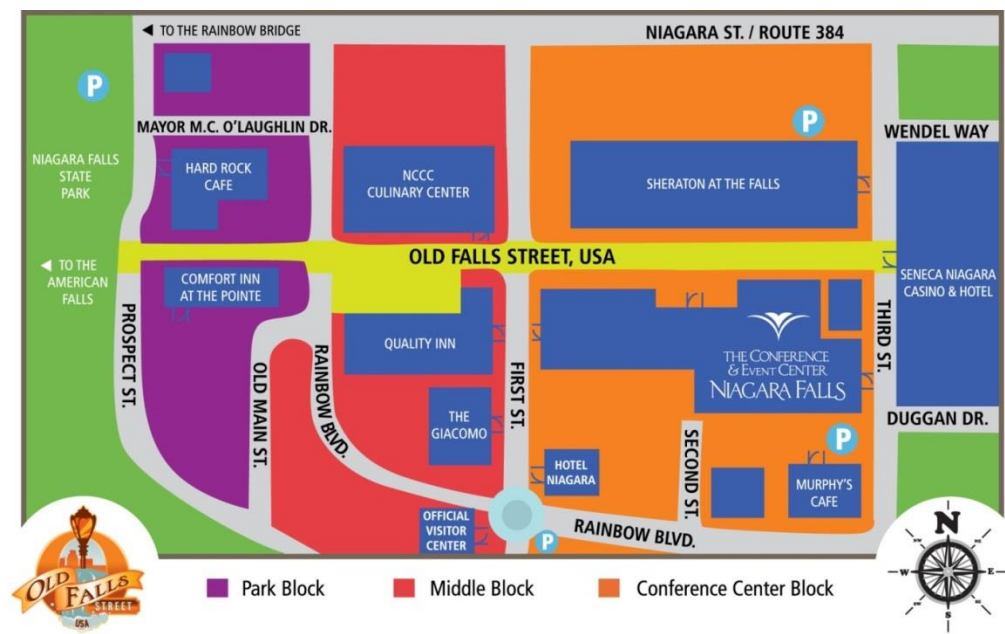 TO THE RAINBOW BRIDGE
NIAGARA ST. / ROUTE 384
P
MAYOR M.C. O'LAUGHLIN DR.
P
WENDEL WAY
NIAGARA FALLS
STATE
PARK
HARD ROCK
CAFE
NCCC
CULINARY CENTER
SHERATON AT THE FALLS
OLD FALLS STREET, USA
TO THE
AMERICAN
FALLS
COMFORT INN
AT THE POINTE
SENECA NIAGARA
CASINO & HOTEL
PROSPECT ST.
OLD MAIN ST.
RAINBOW BLVD.
QUALITY INN
FIRST ST.
THE CONFERENCE
& EVENT CENTER
NIAGARA FALLS
THIRD ST.
THE
GIACOMO
DUGGAN DR.
SECOND ST.
P
HOTEL
NIAGARA
MURPHY'S
CAFE
OFFICIAL
VISITOR
CENTER
P
RAINBOW BLVD.
OLD FALLS
STREET
USA
Park Block
Middle Block
Conference Center Block
N
NW
NE
W
E
SW
SE
S